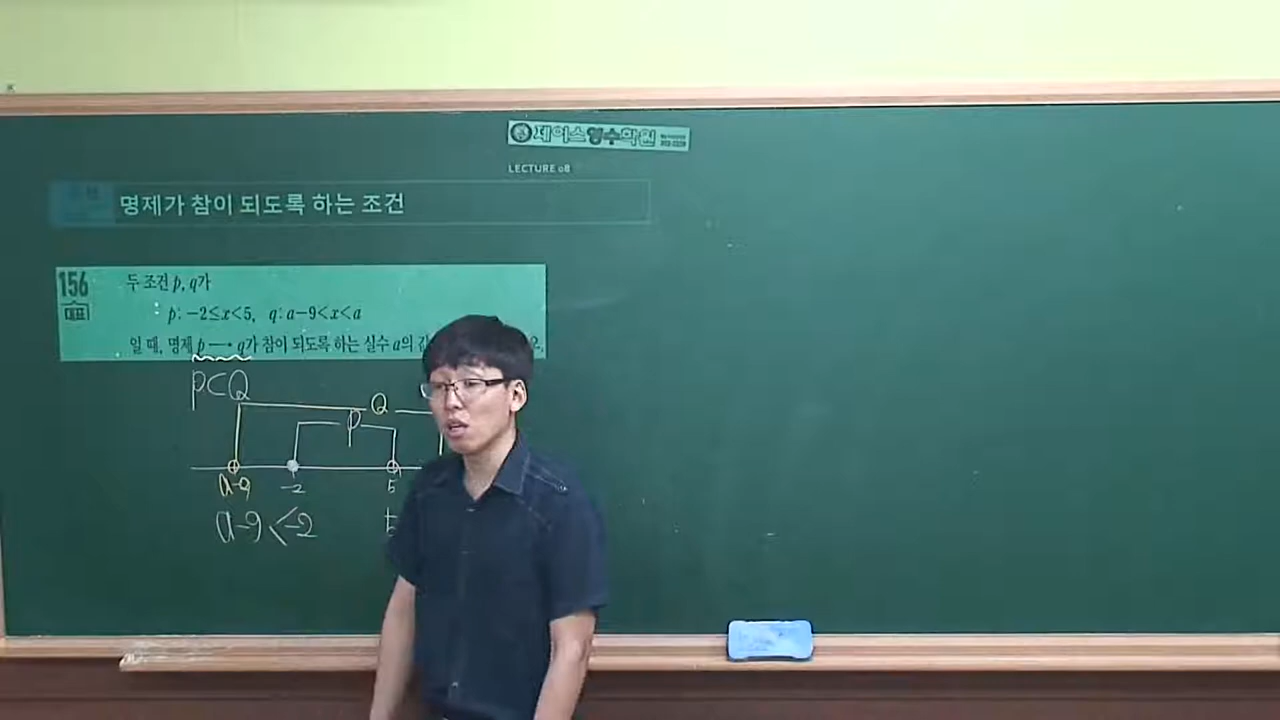 제이스영수학원
LECTURE 08
명제가 참이 되도록 하는 조건
156
대표
두 조건 p, q가
p: -2≤x<5, q: a-9<x<a
일 때, 명제 p → q가 참이 되도록 하는 실수 a의
P⊂Q
Q
P
a-9 -2 5
a-9<-2